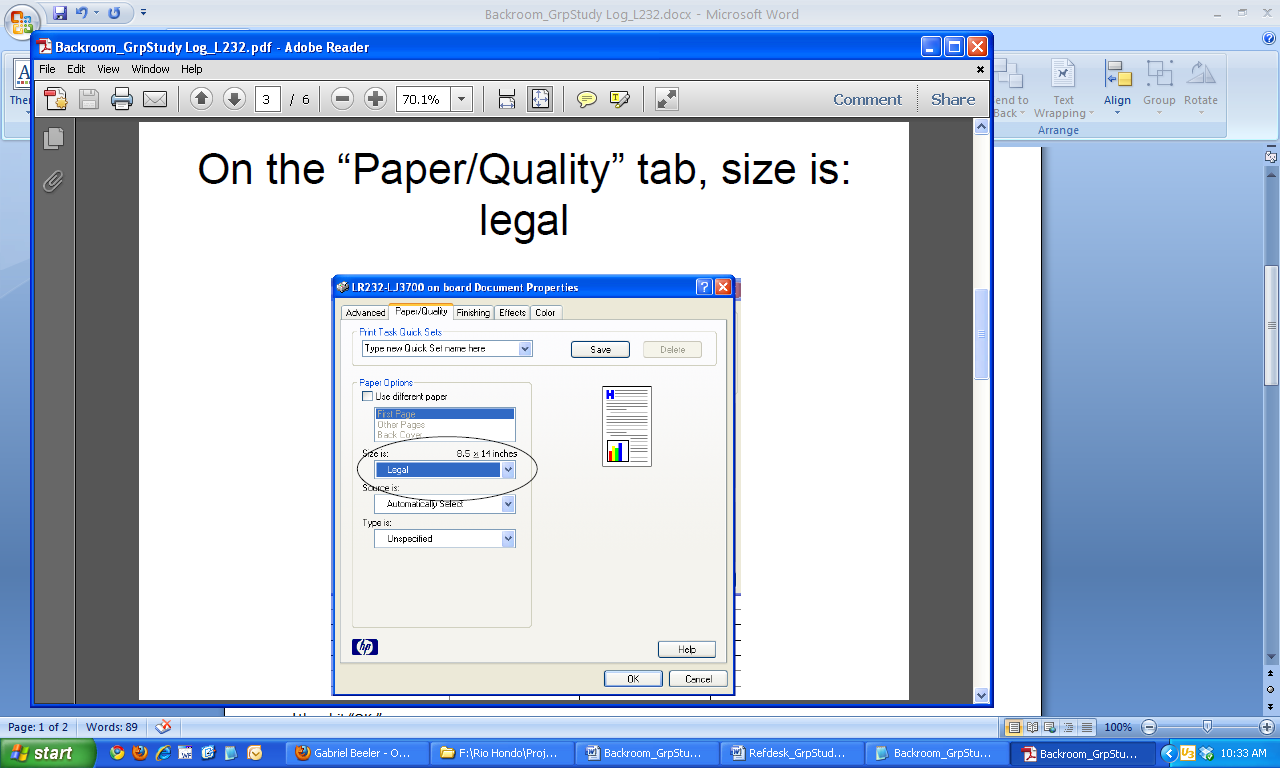 Backroom_GrpStudy Log_L232.docx - Microsoft Word
Backroom_GrpStudy Log_L232.pdf - Adobe Reader
File Edit View Window Help
3 / 6 70.1% Comment Share
Back Text Wrapping Align Group Rotate
Arrange
On the “Paper/Quality” tab, size is:
legal
LR232-LJ3700 on board Document Properties
Advanced Paper/Quality Finishing Effects Color
Print Task Quick Sets
Type new Quick Set name here Save Delete
Paper Options
Use different paper
First Page
Other Pages
Back Cover
Size is: 8.5 x 14 inches
Legal
Source is:
Automatically Select
Type is:
Unspecified
hp
Help
OK Cancel
Page: 1 of 2 Words: 89 100%
start Gabriel Beeler - O... F:\Rio Hondo\Proj... Backroom_GrpStu... Refdesk_GrpStud... Backroom_GrpStu... Backroom_GrpStu... 10:33 AM